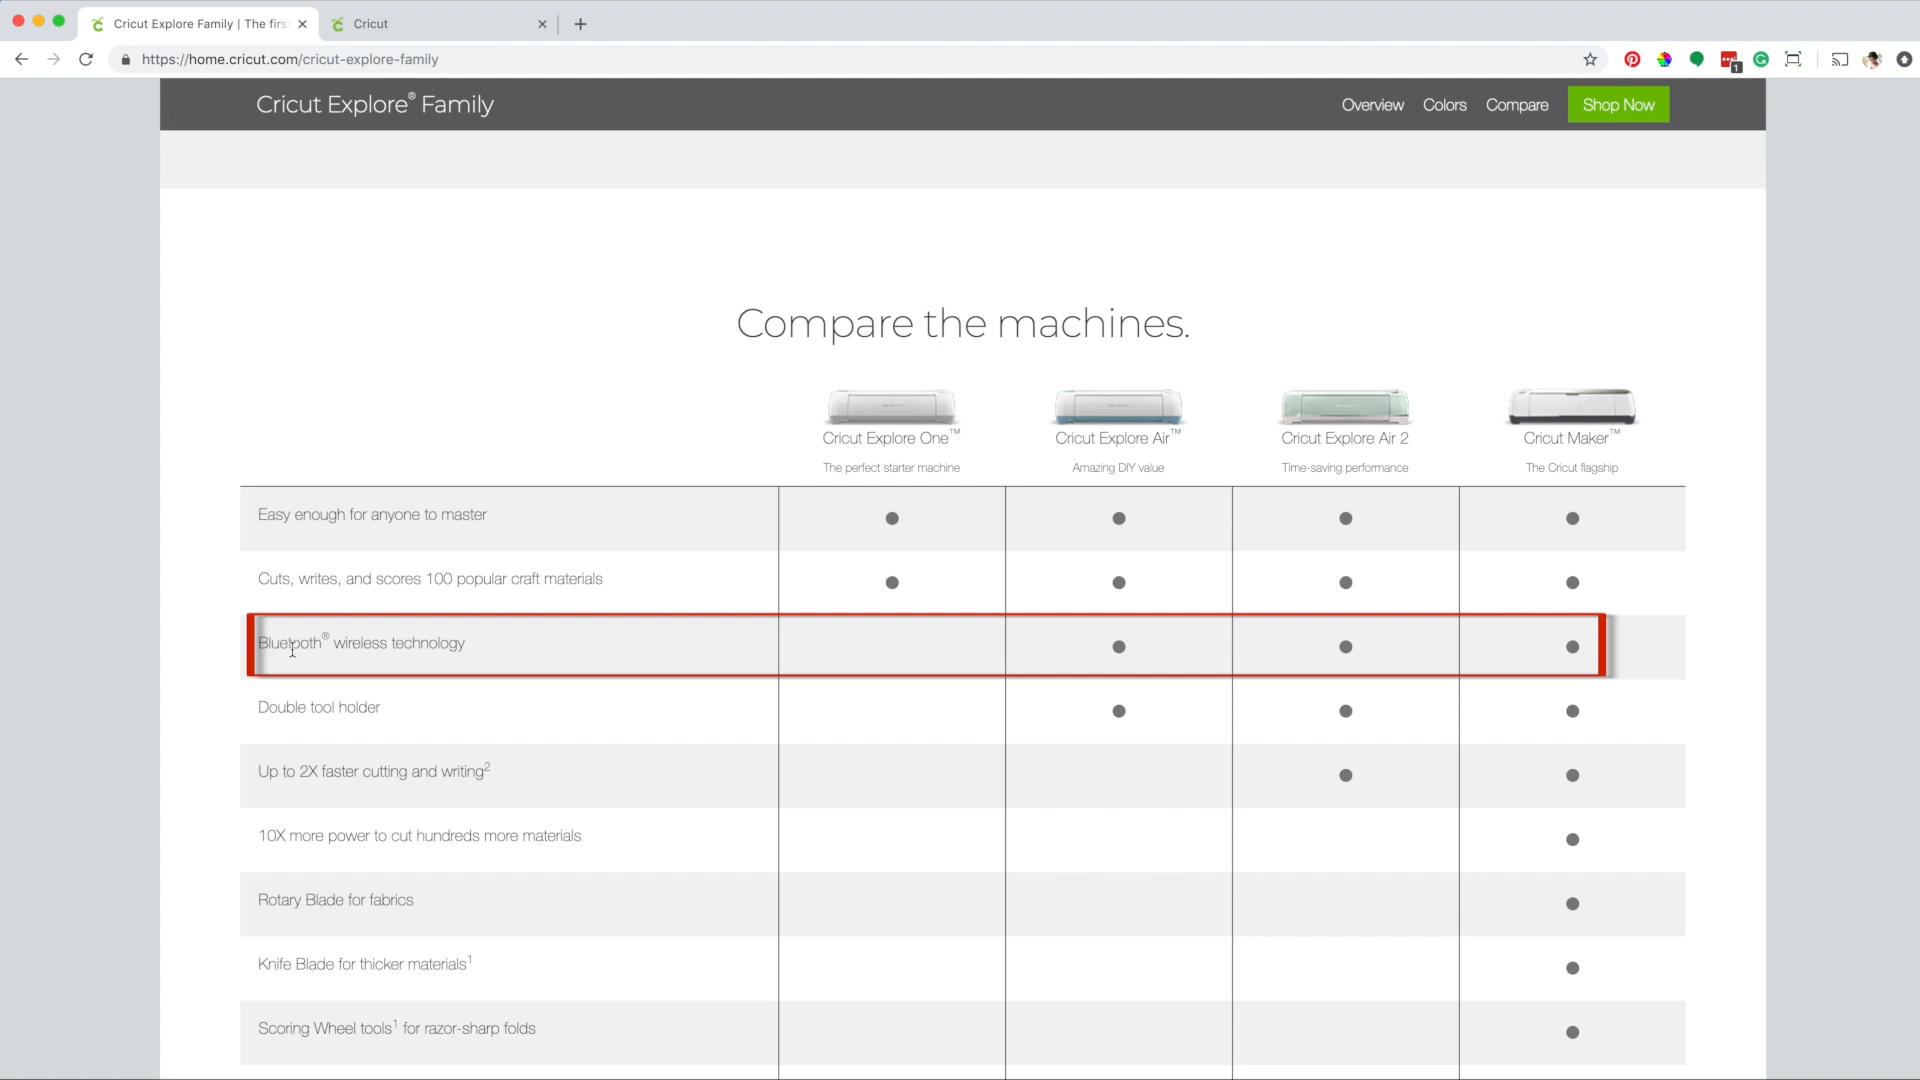 Cricut Explore Family | The firs
Cricut
https://home.cricut.com/cricut-explore-family
1
Cricut Explore® Family
Overview Colors Compare Shop Now
Compare the machines.
Cricut Explore One™ Cricut Explore Air™ Cricut Explore Air 2 Cricut Maker™
The perfect starter machine Amazing DIY value Time-saving performance The Cricut flagship
Easy enough for anyone to master
Cuts, writes, and scores 100 popular craft materials
Bluetooth® wireless technology
Double tool holder
Up to 2X faster cutting and writing²
10X more power to cut hundreds more materials
Rotary Blade for fabrics
Knife Blade for thicker materials¹
Scoring Wheel tools¹ for razor-sharp folds